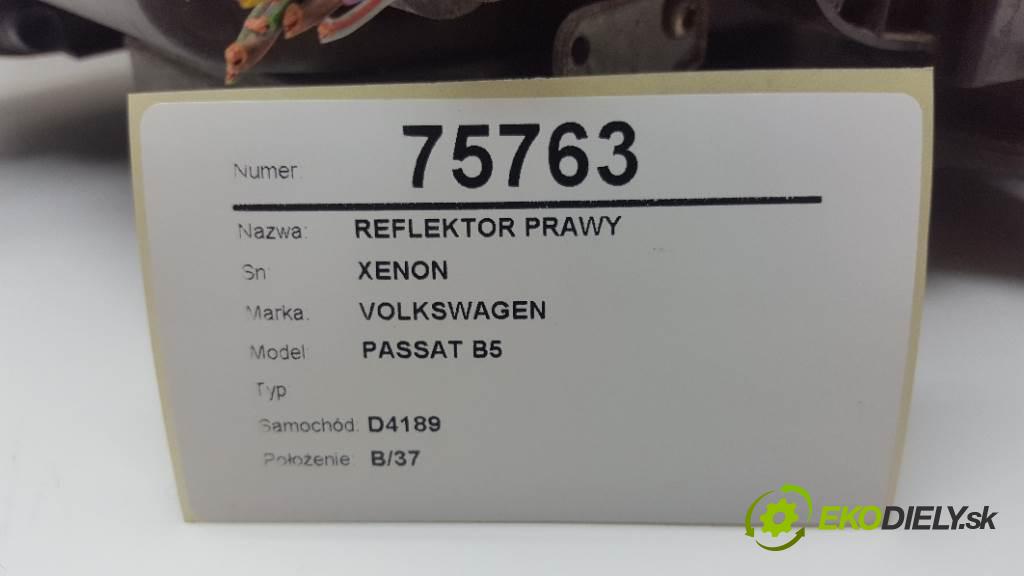 Numer: 75763
Nazwa: REFLEKTOR PRAWY
Sn: XENON
Marka: VOLKSWAGEN
Model: PASSAT B5
Typ
Samochód: D4189
Położenie: B/37
EKODIELY.sk